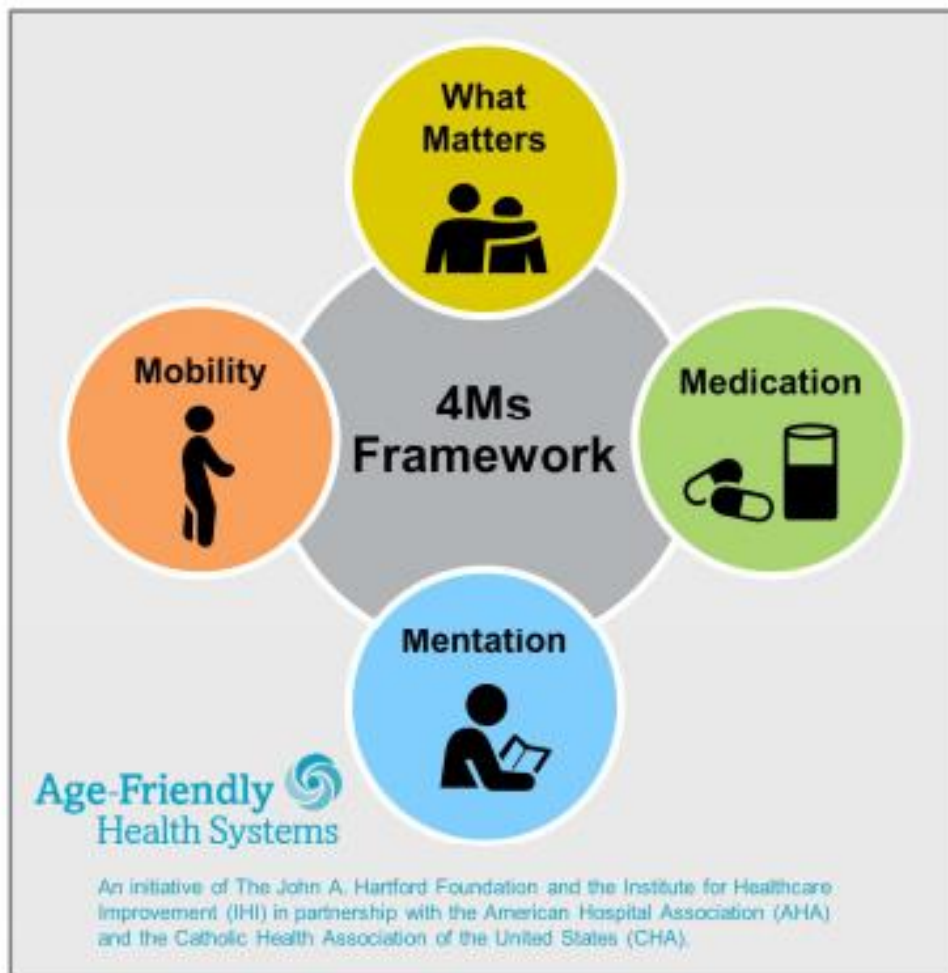 What
Matters
Mobility
4Ms
Framework
Medication
Mentation
Age-Friendly
Health Systems
An initiative of The John A. Hartford Foundation and the Institute for Healthcare
Improvement (IHI) in partnership with the American Hospital Association (AHA)
and the Catholic Health Association of the United States (CHA).